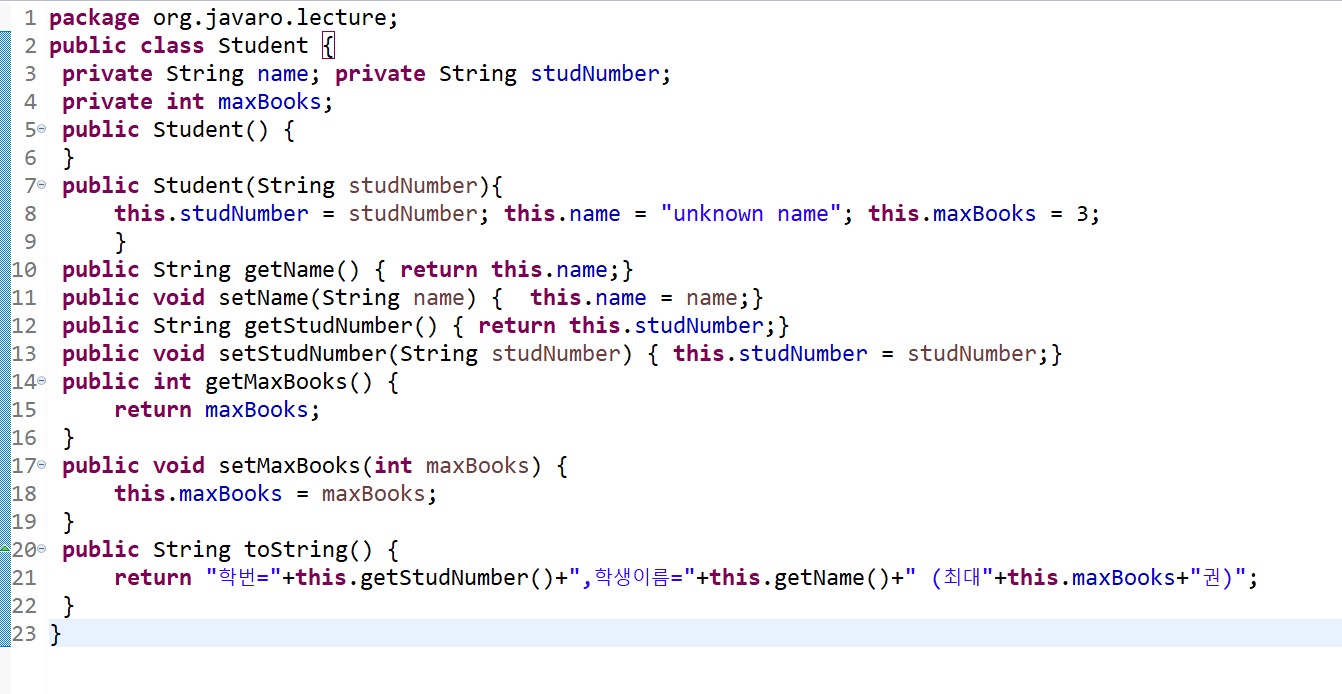 1 package org.javaro.lecture;
2 public class Student {
3 private String name; private String studNumber;
4 private int maxBooks;
5 public Student() {
6 }
7 public Student(String studNumber){
8 this.studNumber = studNumber; this.name = "unknown name"; this.maxBooks = 3;
9 }
10 public String getName() { return this.name;}
11 public void setName(String name) {  this.name = name;}
12 public String getStudNumber() { return this.studNumber;}
13 public void setStudNumber(String studNumber) { this.studNumber = studNumber;}
14 public int getMaxBooks() {
15 return maxBooks;
16 }
17 public void setMaxBooks(int maxBooks) {
18 this.maxBooks = maxBooks;
19 }
20 public String toString() {
21 return "학번="+this.getStudNumber()+",학생이름="+this.getName()+" (최대"+this.maxBooks+"권)";
22 }
23 }